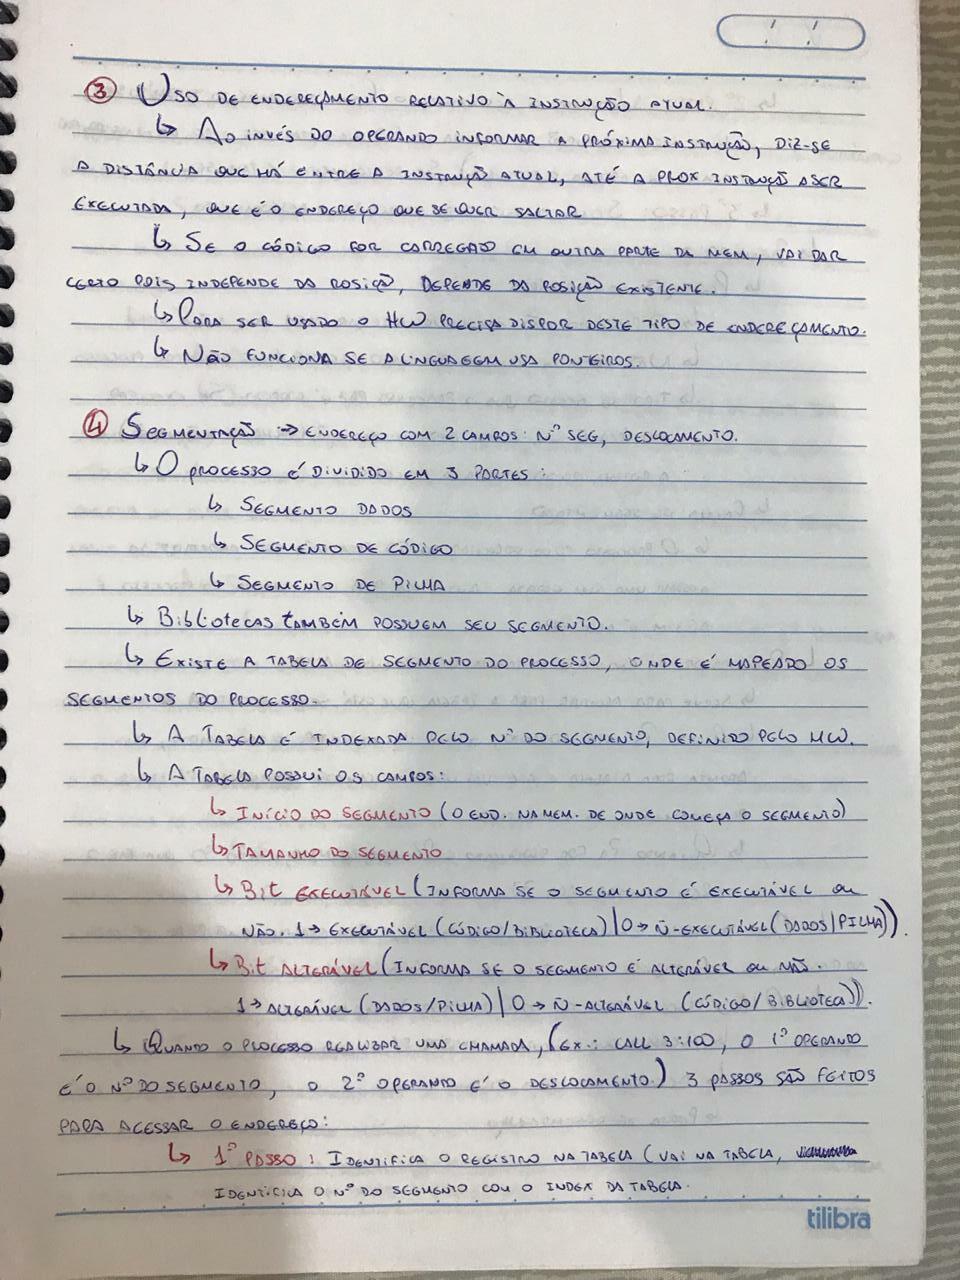 ③ Uso de endereçamento relativo à instrução atual.
↳ Ao invés do operando informar a próxima instrução, diz-se
a distância que há entre a instrução atual, até a prox instrução a ser
executada, que é o endereço que se quer saltar
↳ Se o código for carregado em outra parte da mem, vai dar
certo pois independe da posição, depende da posição existente.
↳ Para ser usado o HW precisa dispor deste tipo de endereçamento.
↳ Não funciona se a linguagem usa ponteiros.
④ Segmentação → endereço com 2 campos: nº seg, deslocamento.
↳ O processo é dividido em 3 partes:
↳ Segmento dados
↳ Segmento de código
↳ Segmento de pilha
↳ Bibliotecas também possuem seu segmento.
↳ Existe a tabela de segmento do processo, onde é mapeado os
segmentos do processo.
↳ A tabela é indexada pelo nº do segmento, definido pelo HW.
↳ A tabela possui os campos:
↳ Início do segmento (o end. na mem. de onde começa o segmento)
↳ Tamanho do segmento
↳ Bit executável (informa se o segmento é executável ou
não. 1 → executável (código/biblioteca) | 0 → ñ-executável (dados/pilha)).
↳ Bit alterável (informa se o segmento é alterável ou não.
1 → alterável (dados/pilha) | 0 → ñ-alterável (código/biblioteca)).
↳ Quando o processo realizar uma chamada, (ex.: call 3:100, o 1º operando
é o nº do segmento, o 2º operando é o deslocamento) 3 passos são feitos
para acessar o endereço:
↳ 1º passo: Identifica o registro na tabela (vai na tabela,
identifica o nº do segmento com o index da tabela.
tilibra